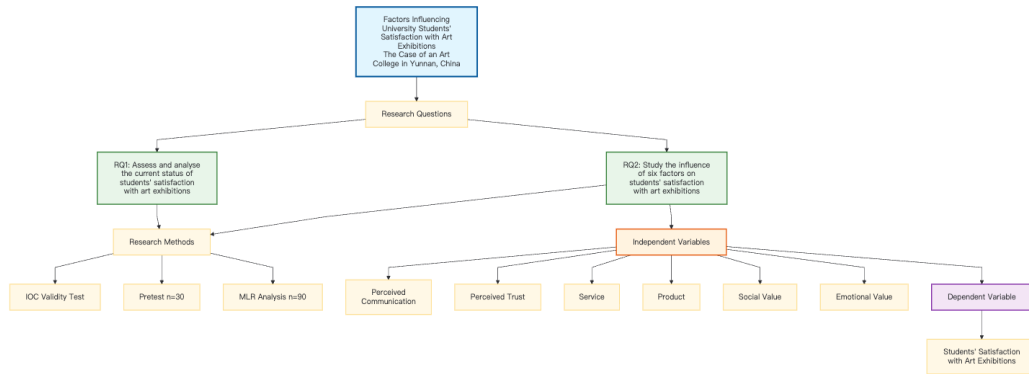 Factors Influencing
University Students'
Satisfaction with Art
Exhibitions
The Case of an Art
College in Yunnan, China
Research Questions
RQ1: Assess and analyse
the current status of
students' satisfaction
with art exhibitions
RQ2: Study the influence
of six factors on
students' satisfaction
with art exhibitions
Research Methods
Independent Variables
IOC Validity Test
Pretest n=30
MLR Analysis n=90
Perceived
Communication
Perceived Trust
Service
Product
Social Value
Emotional Value
Dependent Variable
Students' Satisfaction
with Art Exhibitions